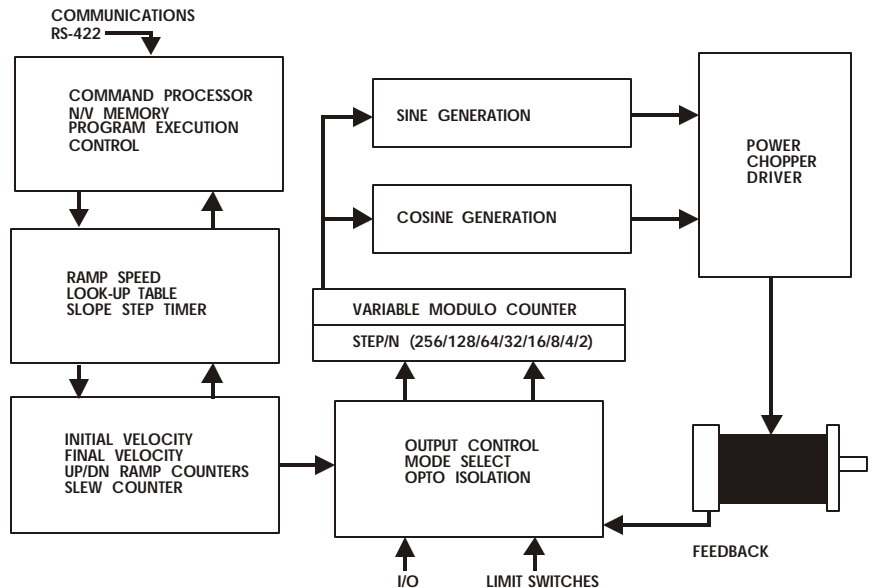 COMMUNICATIONS
RS-422
COMMAND PROCESSOR
N/V MEMORY
PROGRAM EXECUTION
CONTROL
SINE GENERATION
COSINE GENERATION
POWER
CHOPPER
DRIVER
RAMP SPEED
LOOK-UP TABLE
SLOPE STEP TIMER
VARIABLE MODULO COUNTER
STEP/N (256/128/64/32/16/8/4/2)
INITIAL VELOCITY
FINAL VELOCITY
UP/DN RAMP COUNTERS
SLEW COUNTER
OUTPUT CONTROL
MODE SELECT
OPTO ISOLATION
FEEDBACK
I/O
LIMIT SWITCHES